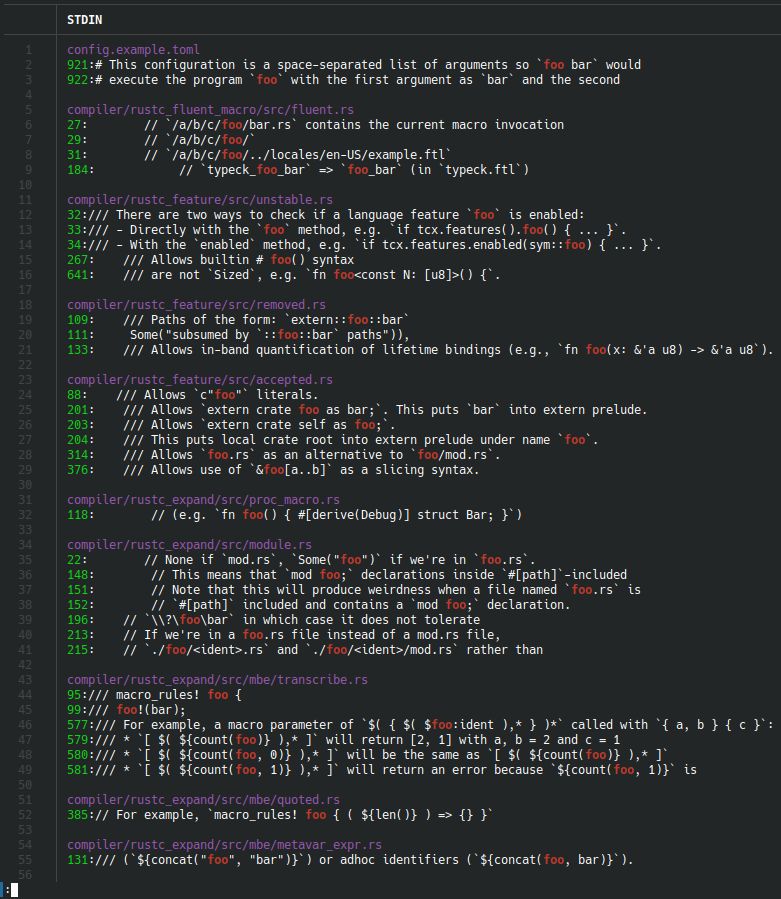 STDIN
1 config.example.toml
2 921:# This configuration is a space-separated list of arguments so `foo bar` would
3 922:# execute the program `foo` with the first argument as `bar` and the second
4
5 compiler/rustc_fluent_macro/src/fluent.rs
6 27:        // `/a/b/c/foo/bar.rs` contains the current macro invocation
7 29:        // `/a/b/c/foo/`
8 31:        // `/a/b/c/foo/../locales/en-US/example.ftl`
9 184:            // `typeck_foo_bar` => `foo_bar` (in `typeck.ftl`)
10
11 compiler/rustc_feature/src/unstable.rs
12 32:/// There are two ways to check if a language feature `foo` is enabled:
13 33:/// - Directly with the `foo` method, e.g. `if tcx.features().foo() { ... }`.
14 34:/// - With the `enabled` method, e.g. `if tcx.features.enabled(sym::foo) { ... }`.
15 267:    /// Allows builtin # foo() syntax
16 641:    /// are not `Sized`, e.g. `fn foo<const N: [u8]>() {`.
17
18 compiler/rustc_feature/src/removed.rs
19 109:    /// Paths of the form: `extern::foo::bar`
20 111:     Some("subsumed by `::foo::bar` paths")),
21 133:    /// Allows in-band quantification of lifetime bindings (e.g., `fn foo(x: &'a u8) -> &'a u8`).
22
23 compiler/rustc_feature/src/accepted.rs
24 88:    /// Allows `c"foo"` literals.
25 201:    /// Allows `extern crate foo as bar;`. This puts `bar` into extern prelude.
26 203:    /// Allows `extern crate self as foo;`.
27 204:    /// This puts local crate root into extern prelude under name `foo`.
28 314:    /// Allows `foo.rs` as an alternative to `foo/mod.rs`.
29 376:    /// Allows use of `&foo[a..b]` as a slicing syntax.
30
31 compiler/rustc_expand/src/proc_macro.rs
32 118:        // (e.g. `fn foo() { #[derive(Debug)] struct Bar; }`)
33
34 compiler/rustc_expand/src/module.rs
35 22:        // None if `mod.rs`, `Some("foo")` if we're in `foo.rs`.
36 148:        // This means that `mod foo;` declarations inside `#[path]`-included
37 151:        // Note that this will produce weirdness when a file named `foo.rs` is
38 152:        // `#[path]` included and contains a `mod foo;` declaration.
39 196:    // `\\?\foo\bar` in which case it does not tolerate
40 213:    // If we're in a foo.rs file instead of a mod.rs file,
41 215:    // `./foo/<ident>.rs` and `./foo/<ident>/mod.rs` rather than
42
43 compiler/rustc_expand/src/mbe/transcribe.rs
44 95:/// macro_rules! foo {
45 99:/// foo!(bar);
46 577:/// For example, a macro parameter of `$( { $( $foo:ident ),* } )*` called with `{ a, b } { c }`:
47 579:/// * `[ $( ${count(foo)} ),* ]` will return [2, 1] with a, b = 2 and c = 1
48 580:/// * `[ $( ${count(foo, 0)} ),* ]` will be the same as `[ $( ${count(foo)} ),* ]`
49 581:/// * `[ $( ${count(foo, 1)} ),* ]` will return an error because `${count(foo, 1)}` is
50
51 compiler/rustc_expand/src/mbe/quoted.rs
52 385:// For example, `macro_rules! foo { ( ${len()} ) => {} }`
53
54 compiler/rustc_expand/src/mbe/metavar_expr.rs
55 131:/// (`${concat("foo", "bar")}`) or adhoc identifiers (`${concat(foo, bar)}`).
56
: